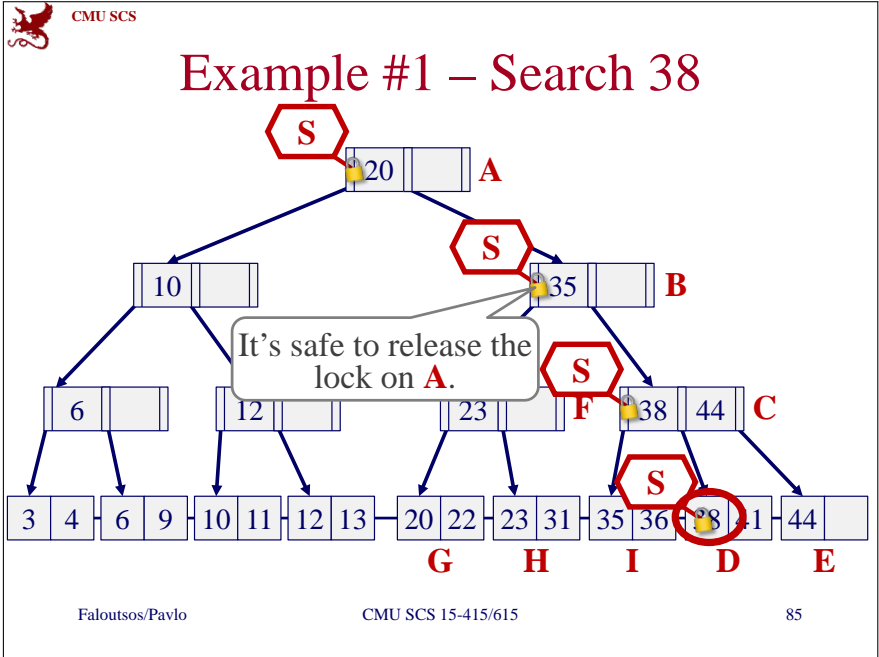 CMU SCS
Example #1 – Search 38
S
20
A
S
10
35
B
It's safe to release the
lock on A.
S
6
12
23
F
38
44
C
S
3 4 6 9 10 11 12 13 20 22 23 31 35 36 38 41 44
G H I D E
Faloutsos/Pavlo CMU SCS 15-415/615 85